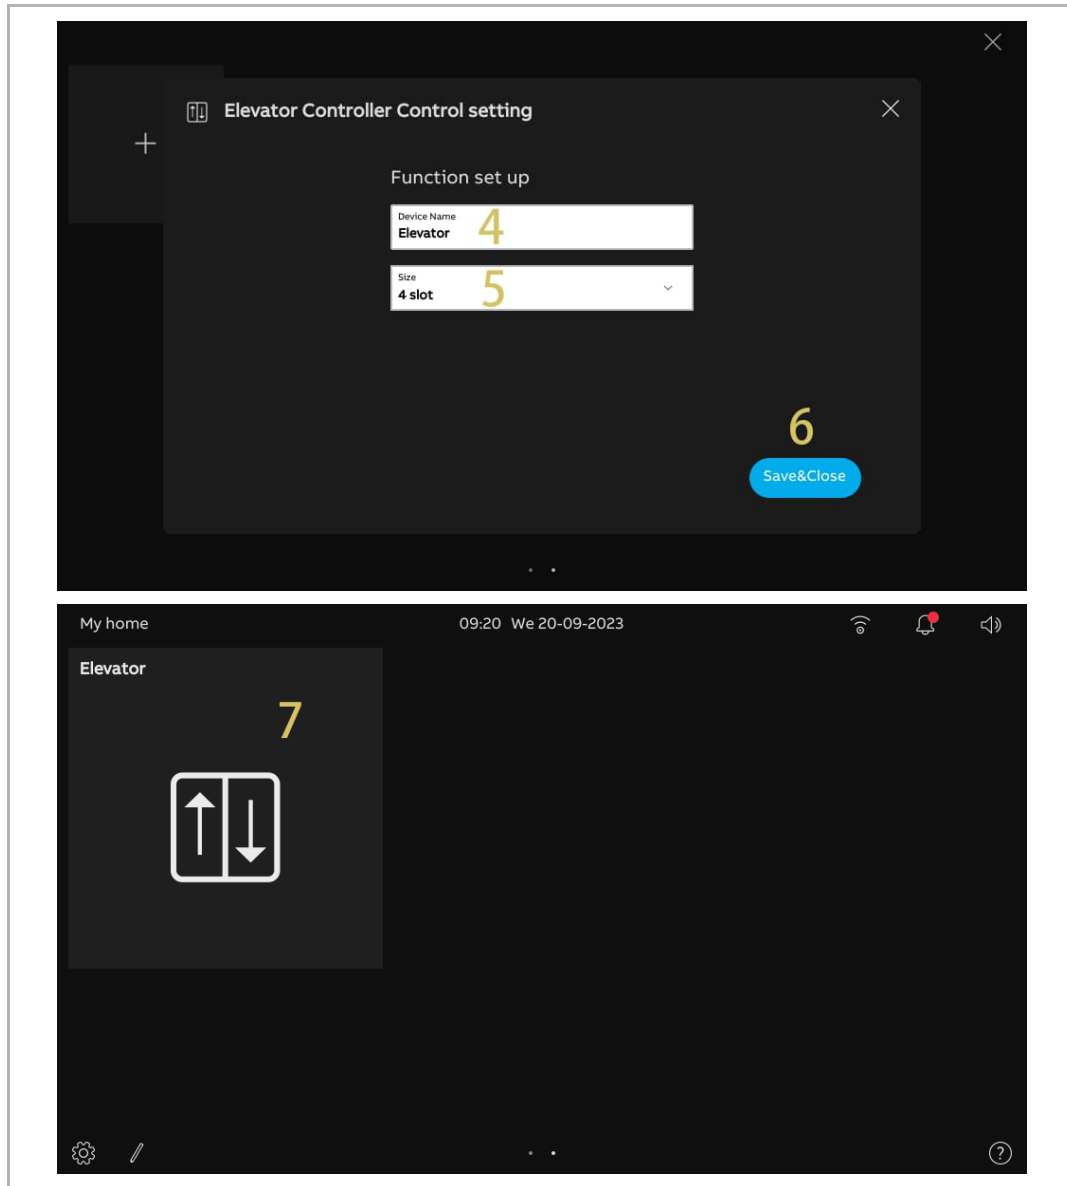 Elevator Controller Control setting
Function set up
Device Name
Elevator 4
Size
4 slot 5
6
Save&Close
My home 09:20 We 20-09-2023
Elevator
7